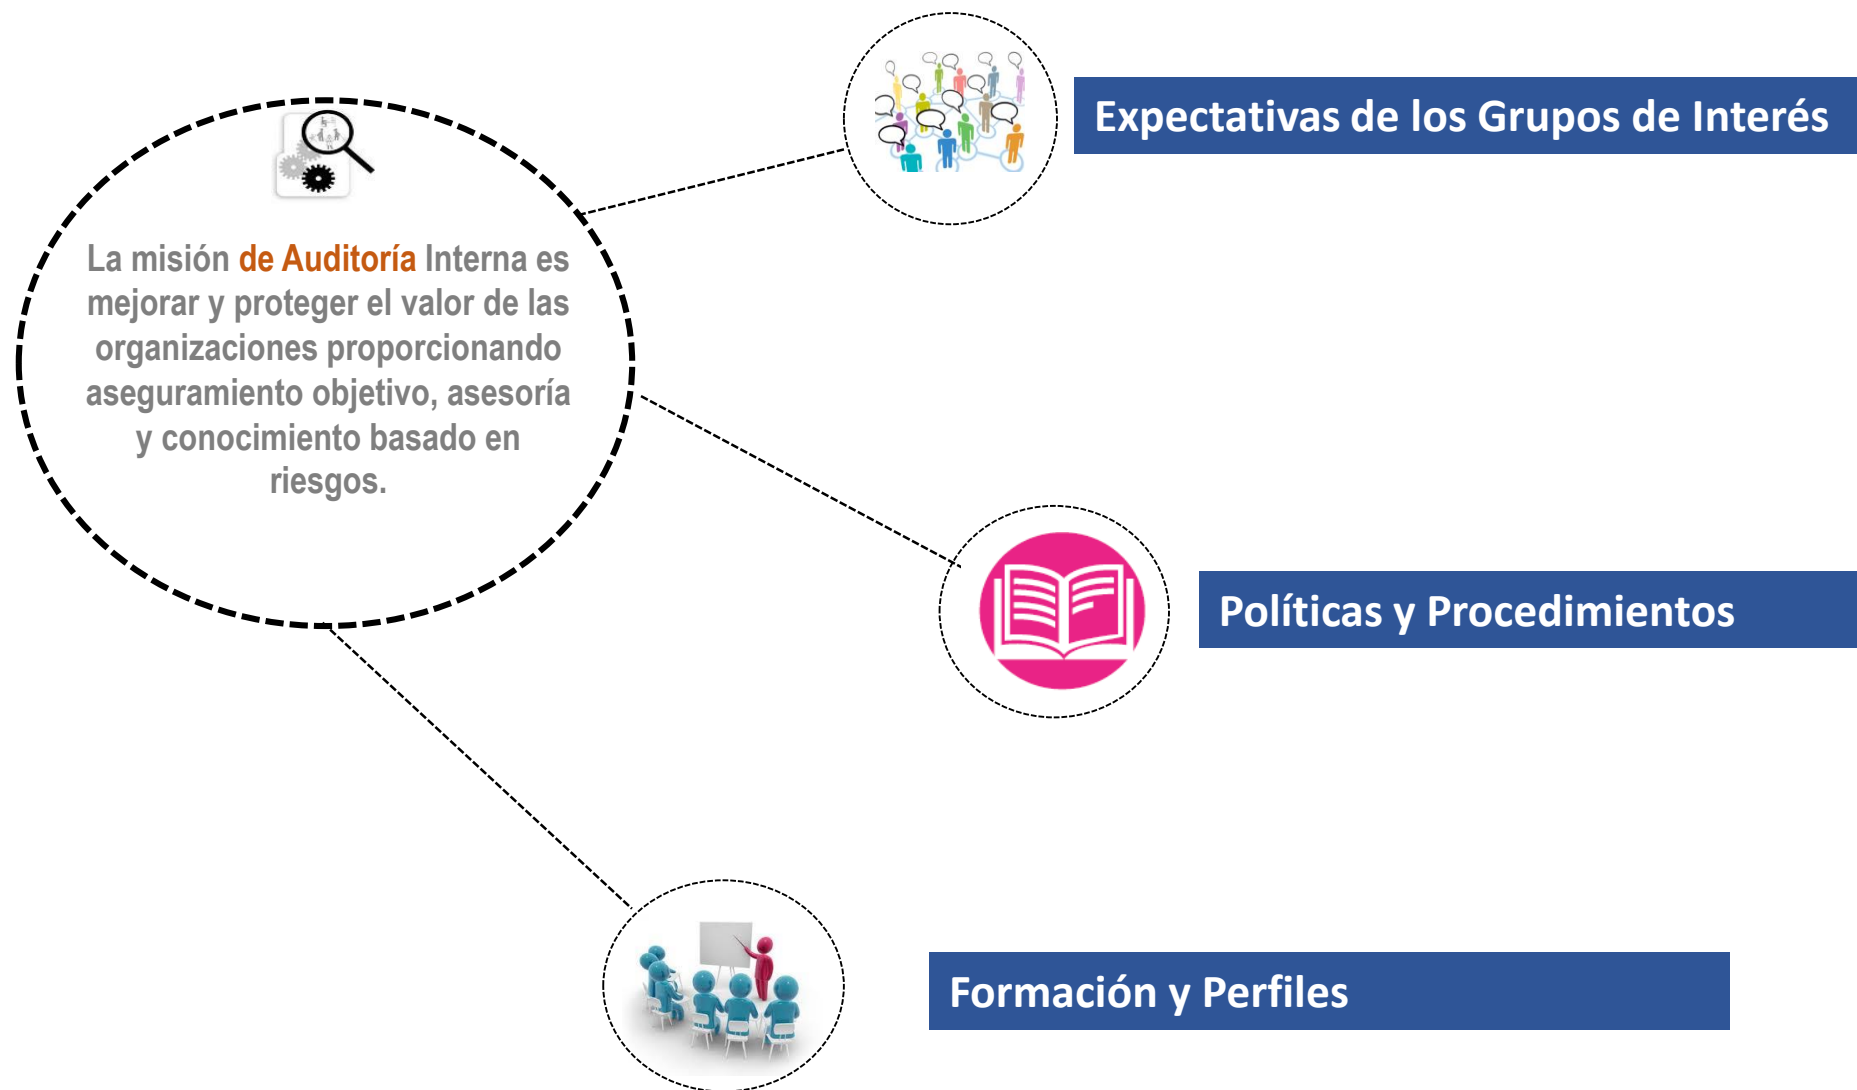 Expectativas de los Grupos de Interés
La misión de Auditoría Interna es
mejorar y proteger el valor de las
organizaciones proporcionando
aseguramiento objetivo, asesoría
y conocimiento basado en
riesgos.
Políticas y Procedimientos
Formación y Perfiles